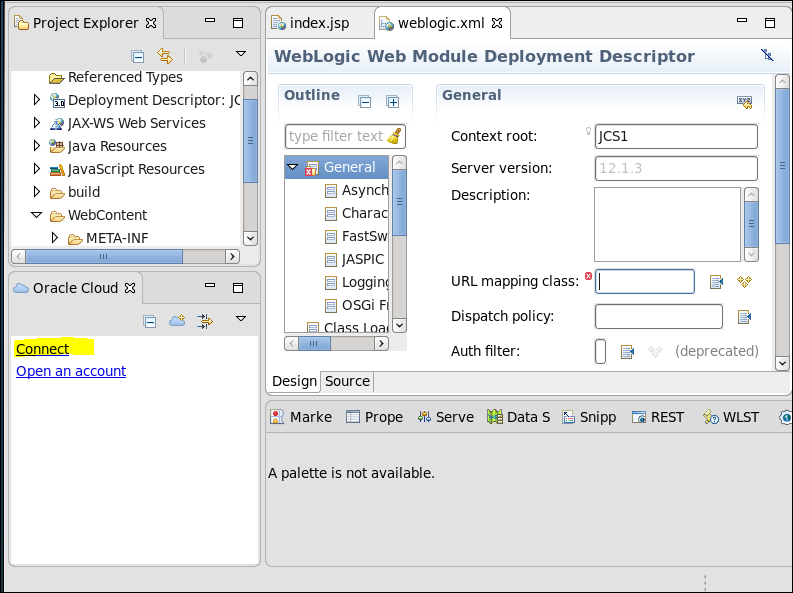 Project Explorer
Referenced Types
Deployment Descriptor: JC
JAX-WS Web Services
Java Resources
JavaScript Resources
build
WebContent
META-INF
Oracle Cloud
Connect
Open an account
index.jsp
weblogic.xml
WebLogic Web Module Deployment Descriptor
Outline
type filter text
General
Asynch
Charac
FastSw
JASPIC
Logging
OSGi Fr
Class Loa
General
Context root:
JCS1
Server version:
12.1.3
Description:
URL mapping class:
Dispatch policy:
Auth filter:
(deprecated)
Design
Source
Marke
Prope
Serve
Data S
Snipp
REST
WLST
A palette is not available.